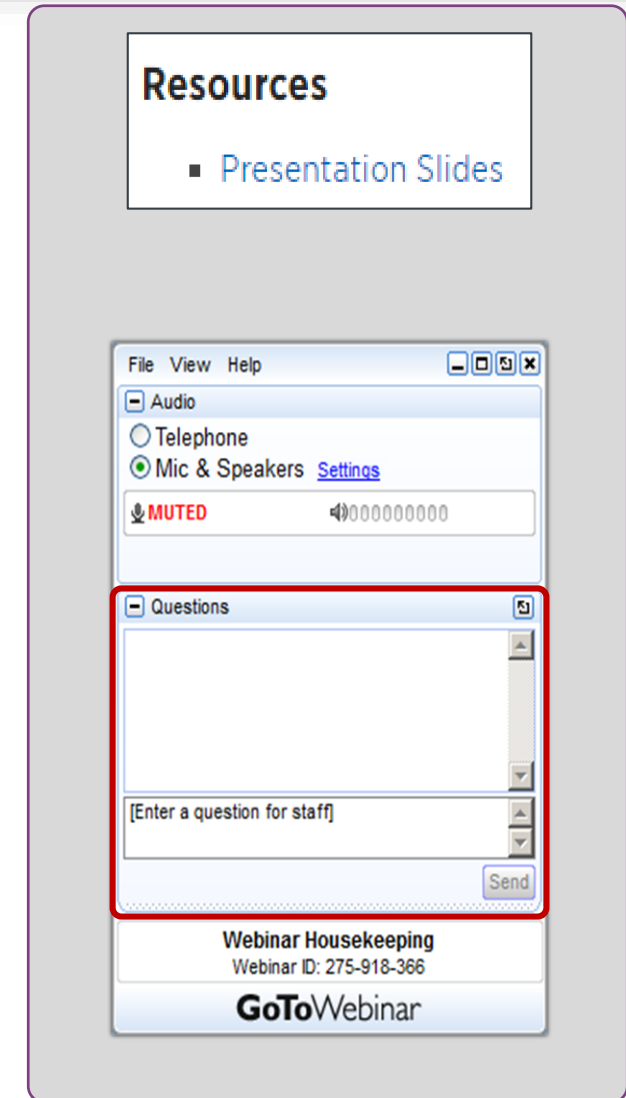 Resources
▪ Presentation Slides
File View Help
Audio
Telephone
Mic & Speakers Settings
MUTED 000000000
Questions
[Enter a question for staff]
Send
Webinar Housekeeping
Webinar ID: 275-918-366
GoToWebinar